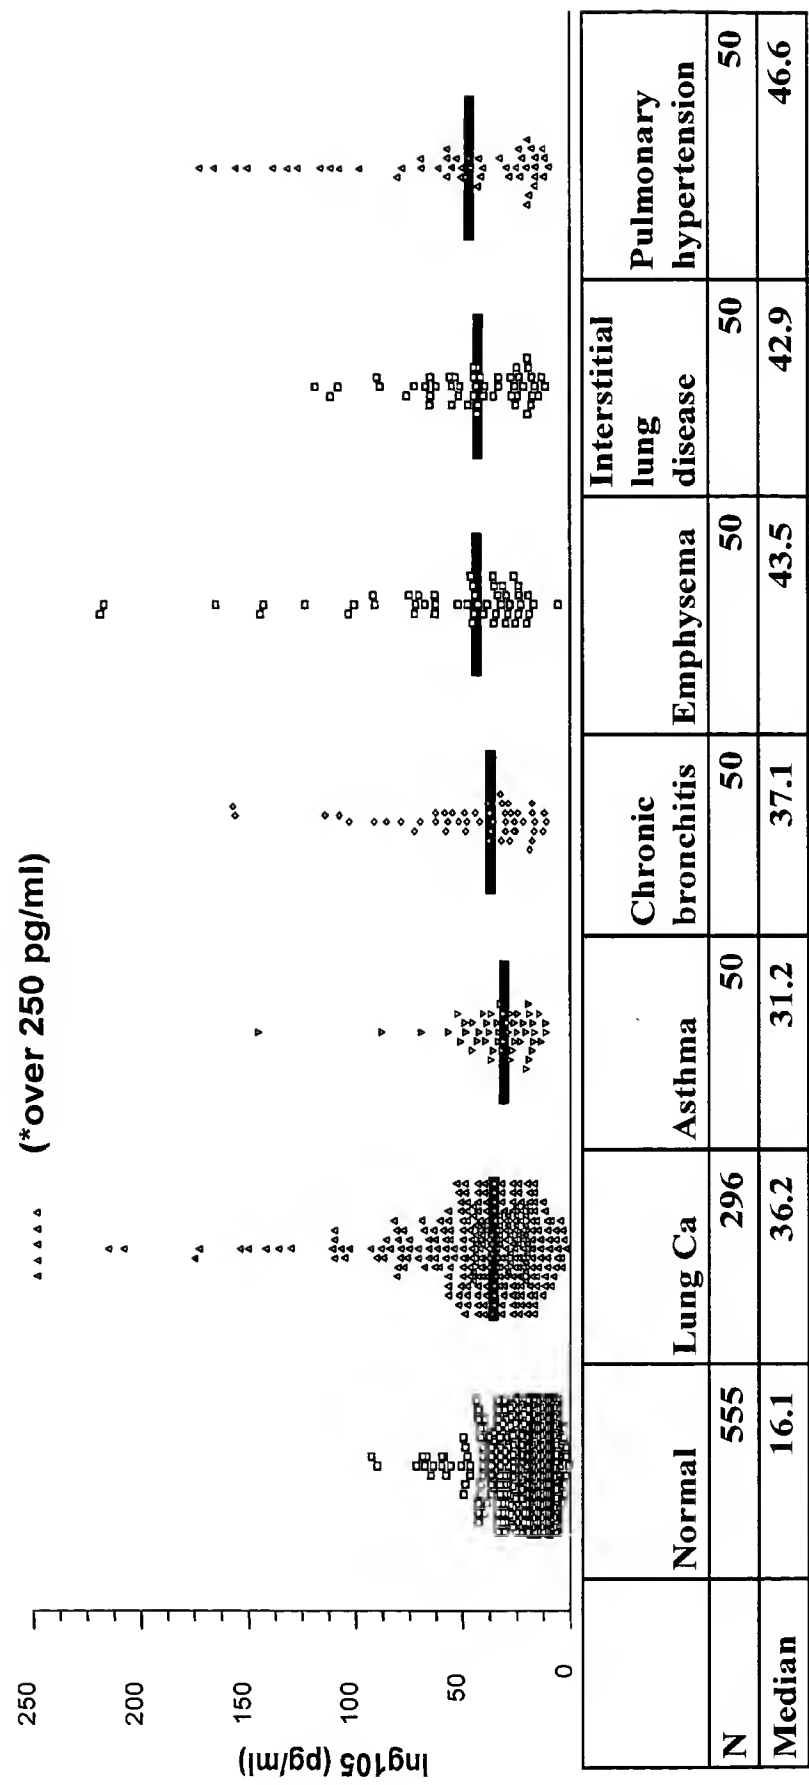 (*over 250 pg/ml)
250
200
150
100
50
0
lng105 (pg/ml)
Normal Lung Ca Asthma Chronic bronchitis Emphysema Interstitial lung disease Pulmonary hypertension
N 555 296 50 50 50 50 50
Median 16.1 36.2 31.2 37.1 43.5 42.9 46.6